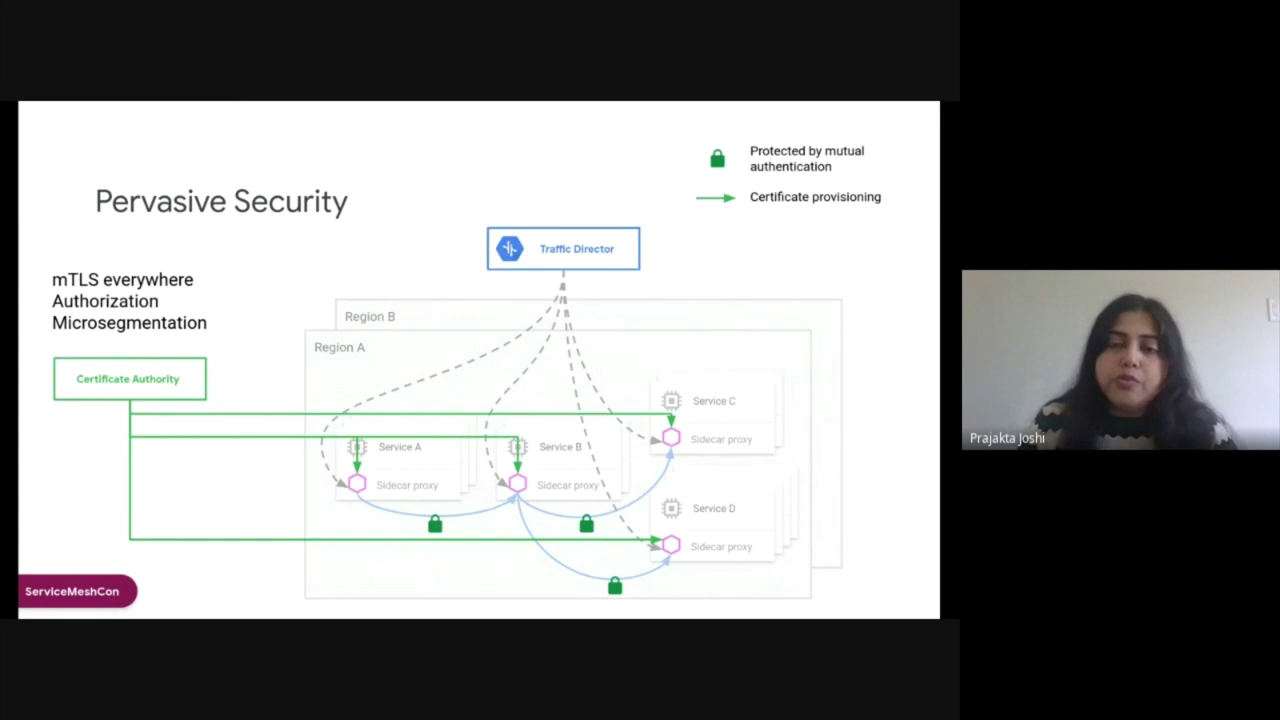 Protected by mutual
authentication
Certificate provisioning
Pervasive Security
Traffic Director
mTLS everywhere
Authorization
Microsegmentation
Region B
Region A
Certificate Authority
Service C
Sidecar proxy
Service A
Sidecar proxy
Service B
Sidecar proxy
Service D
Sidecar proxy
ServiceMeshCon
Prajakta Joshi